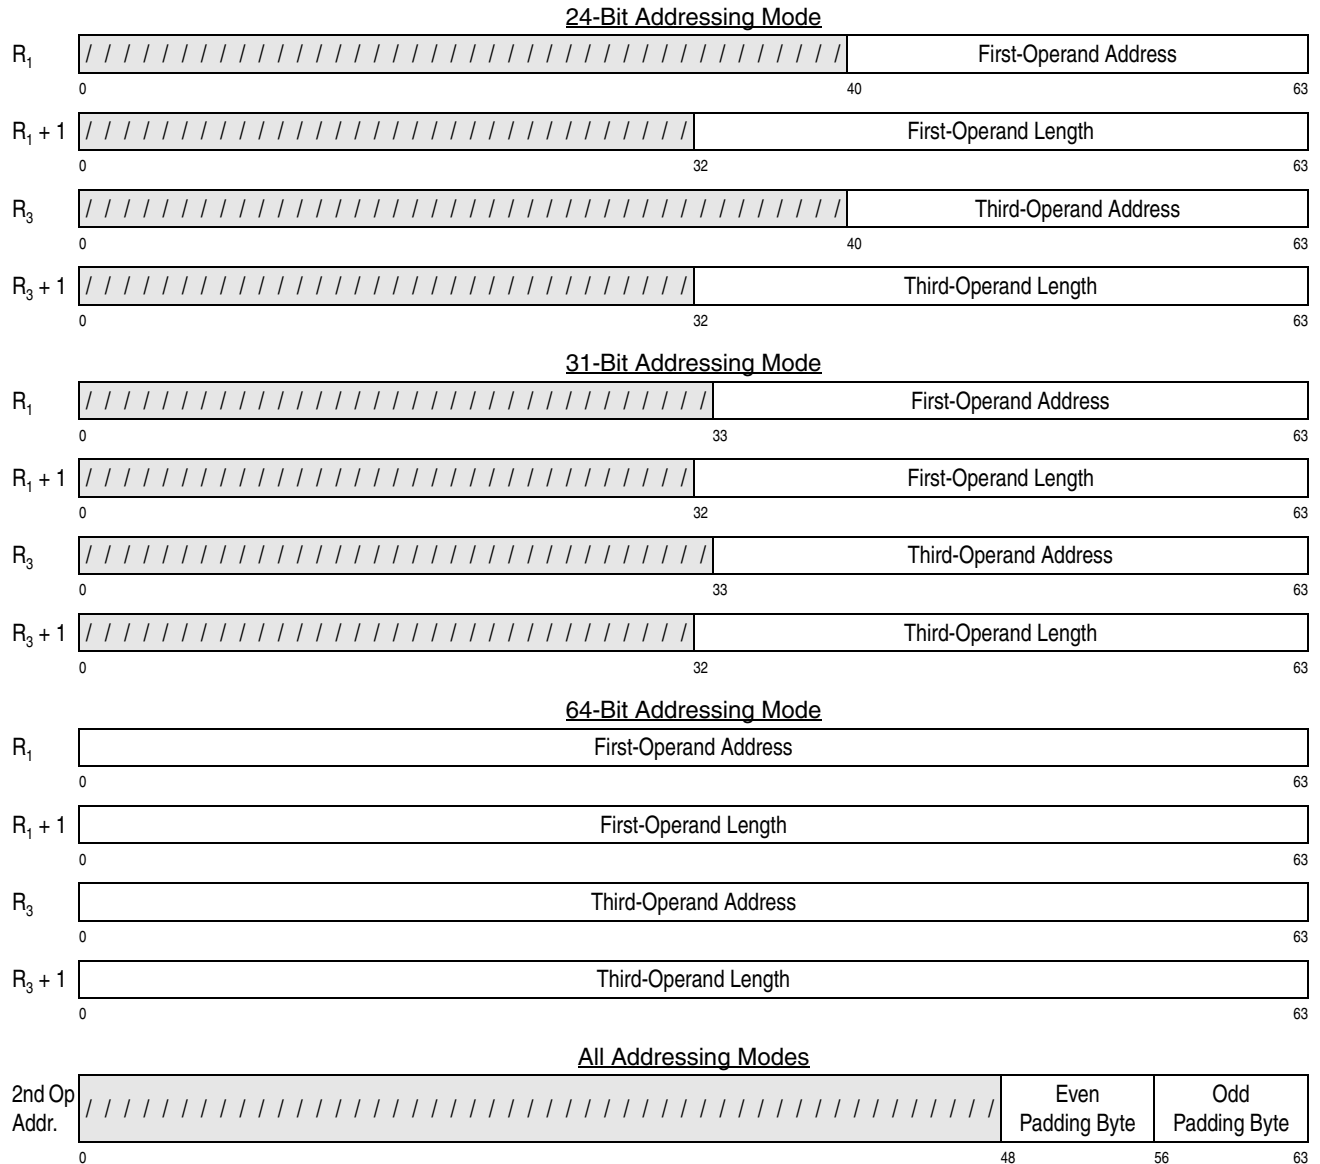 24-Bit Addressing Mode
R₁ / / / / / / / / / / / / / / / / / / / / / / / / / / / / / / / / / / / / / / / / First-Operand Address
0 40 63
R₁ + 1 / / / / / / / / / / / / / / / / / / / / / / / / / / / / / / / / First-Operand Length
0 32 63
R₃ / / / / / / / / / / / / / / / / / / / / / / / / / / / / / / / / / / / / / / / / Third-Operand Address
0 40 63
R₃ + 1 / / / / / / / / / / / / / / / / / / / / / / / / / / / / / / / / Third-Operand Length
0 32 63
31-Bit Addressing Mode
R₁ / / / / / / / / / / / / / / / / / / / / / / / / / / / / / / / / / First-Operand Address
0 33 63
R₁ + 1 / / / / / / / / / / / / / / / / / / / / / / / / / / / / / / / / First-Operand Length
0 32 63
R₃ / / / / / / / / / / / / / / / / / / / / / / / / / / / / / / / / / Third-Operand Address
0 33 63
R₃ + 1 / / / / / / / / / / / / / / / / / / / / / / / / / / / / / / / / Third-Operand Length
0 32 63
64-Bit Addressing Mode
R₁ First-Operand Address
0 63
R₁ + 1 First-Operand Length
0 63
R₃ Third-Operand Address
0 63
R₃ + 1 Third-Operand Length
0 63
All Addressing Modes
2nd Op Addr. / / / / / / / / / / / / / / / / / / / / / / / / / / / / / / / / / / / / / / / / / / / / / / / / Even Padding Byte Odd Padding Byte
0 48 56 63